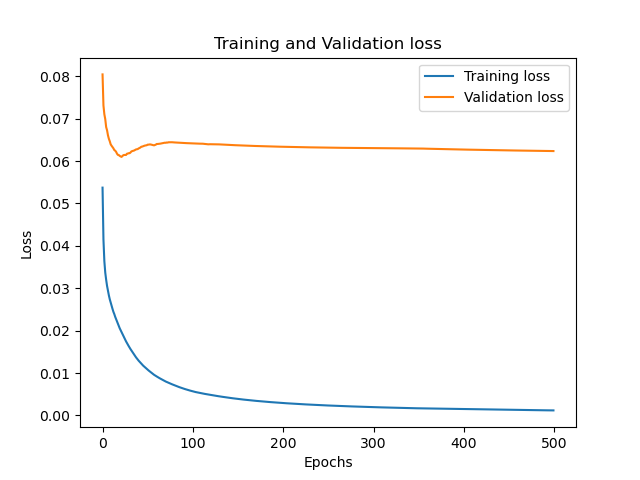 Training and Validation loss
Training loss
Validation loss
0.08
0.07
0.06
0.05
0.04
0.03
0.02
0.01
0.00
Loss
0 100 200 300 400 500
Epochs